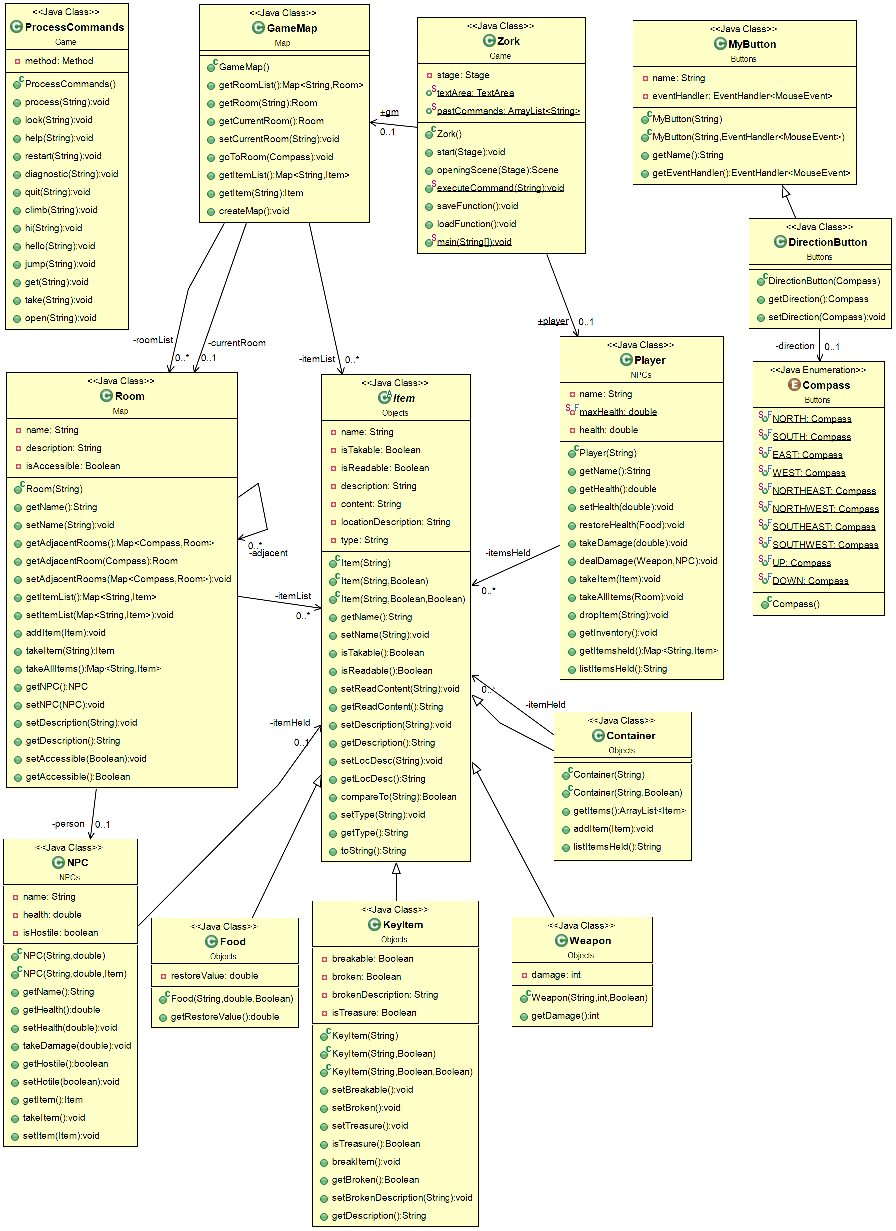 <<Java Class>>
ProcessCommands
Game
method: Method
ProcessCommands()
process(String):void
look(String):void
help(String):void
restart(String):void
diagnostic(String):void
quit(String):void
climb(String):void
hi(String):void
hello(String):void
jump(String):void
get(String):void
take(String):void
open(String):void
<<Java Class>>
GameMap
Map
GameMap()
getRoomList():Map<String,Room>
getRoom(String):Room
getCurrentRoom():Room
setCurrentRoom(String):void
goToRoom(Compass):void
getItemList():Map<String,Item>
getItem(String):Item
createMap():void
+gm
0..1
<<Java Class>>
Zork
Game
stage: Stage
textArea: TextArea
pastCommands: ArrayList<String>
Zork()
start(Stage):void
openingScene(Stage):Scene
executeCommand(String):void
saveFunction():void
loadFunction():void
main(String[]):void
<<Java Class>>
MyButton
Buttons
name: String
eventHandler: EventHandler<MouseEvent>
MyButton(String)
MyButton(String,EventHandler<MouseEvent>)
getName():String
getEventHandler():EventHandler<MouseEvent>
<<Java Class>>
DirectionButton
Buttons
DirectionButton(Compass)
getDirection():Compass
setDirection(Compass):void
-direction
0..1
<<Java Enumeration>>
Compass
Buttons
NORTH: Compass
SOUTH: Compass
EAST: Compass
WEST: Compass
NORTHEAST: Compass
NORTHWEST: Compass
SOUTHEAST: Compass
SOUTHWEST: Compass
UP: Compass
DOWN: Compass
Compass()
-roomList
0..*
-currentRoom
0..1
-itemList
0..*
+player
0..1
<<Java Class>>
Room
Map
name: String
description: String
isAccessible: Boolean
Room(String)
getName():String
setName(String):void
getAdjacentRooms():Map<Compass,Room>
getAdjacentRoom(Compass):Room
setAdjacentRooms(Map<Compass,Room>):void
getItemList():Map<String,Item>
setItemList(Map<String,Item>):void
addItem(Item):void
takeItem(String):Item
takeAllItems():Map<String,Item>
getNPC():NPC
setNPC(NPC):void
setDescription(String):void
getDescription():String
setAccessible(Boolean):void
getAccessible():Boolean
0..*
-adjacent
-itemList
0..*
<<Java Class>>
Item
Objects
name: String
isTakable: Boolean
isReadable: Boolean
description: String
content: String
locationDescription: String
type: String
Item(String)
Item(String,Boolean)
Item(String,Boolean,Boolean)
getName():String
setName(String):void
isTakable():Boolean
isReadable():Boolean
setReadContent(String):void
getReadContent():String
setDescription(String):void
getDescription():String
setLocDesc(String):void
getLocDesc():String
compareTo(String):Boolean
setType(String):void
getType():String
toString():String
<<Java Class>>
Player
NPCs
name: String
maxHealth: double
health: double
Player(String)
getName():String
getHealth():double
setHealth(double):void
restoreHealth(Food):void
takeDamage(double):void
dealDamage(Weapon,NPC):void
takeItem(Item):void
takeAllItems(Room):void
dropItem(String):void
getInventory():void
getItemsheld():Map<String,Item>
listItemsHeld():String
-itemsHeld
0..*
0..*
-itemHeld
<<Java Class>>
Container
Objects
Container(String)
Container(String,Boolean)
getItems():ArrayList<Item>
addItem(Item):void
listItemsHeld():String
-itemHeld
0..1
-person
0..1
<<Java Class>>
NPC
NPCs
name: String
health: double
isHostile: boolean
NPC(String,double)
NPC(String,double,Item)
getName():String
getHealth():double
setHealth(double):void
takeDamage(double):void
getHostile():boolean
setHotile(boolean):void
getItem():Item
takeItem():void
setItem(Item):void
<<Java Class>>
Food
Objects
restoreValue: double
Food(String,double,Boolean)
getRestoreValue():double
<<Java Class>>
KeyItem
Objects
breakable: Boolean
broken: Boolean
brokenDescription: String
isTreasure: Boolean
KeyItem(String)
KeyItem(String,Boolean)
KeyItem(String,Boolean,Boolean)
setBreakable():void
setBroken():void
setTreasure():void
isTreasure():Boolean
breakItem():void
getBroken():Boolean
setBrokenDescription(String):void
getDescription():String
<<Java Class>>
Weapon
Objects
damage: int
Weapon(String,int,Boolean)
getDamage():int